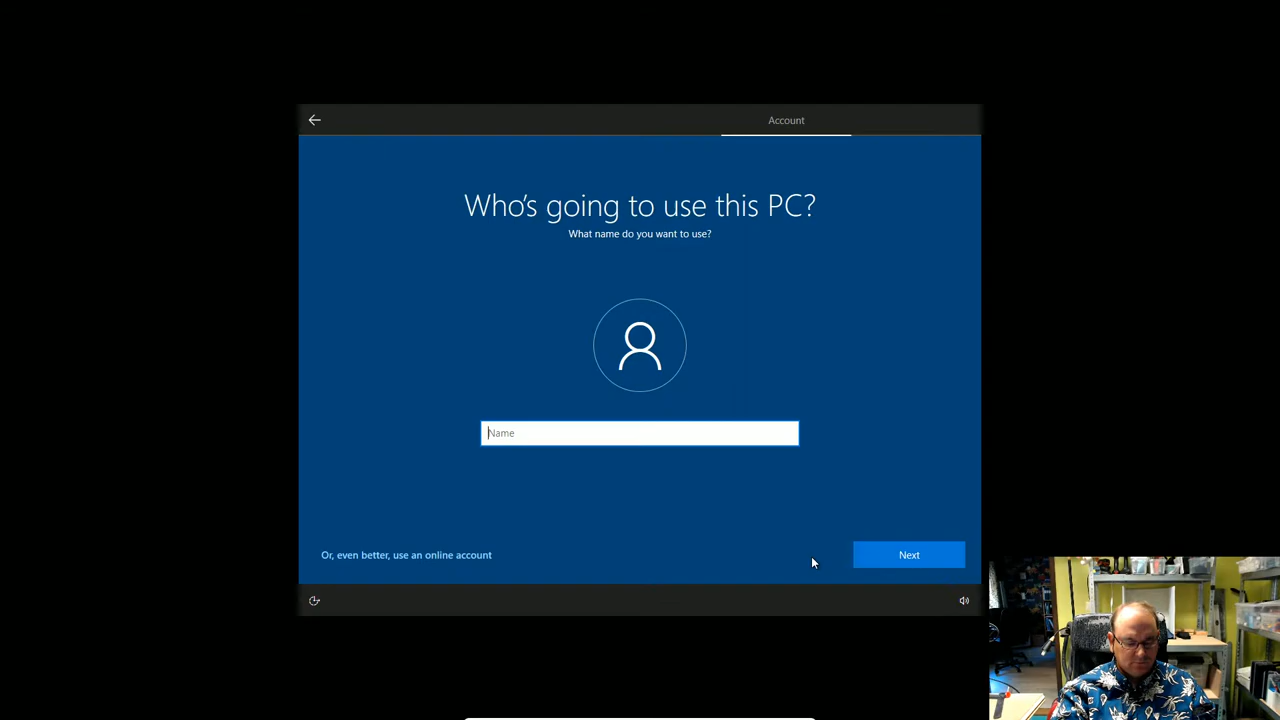 Account
Who's going to use this PC?
What name do you want to use?
Name
Or, even better, use an online account
Next